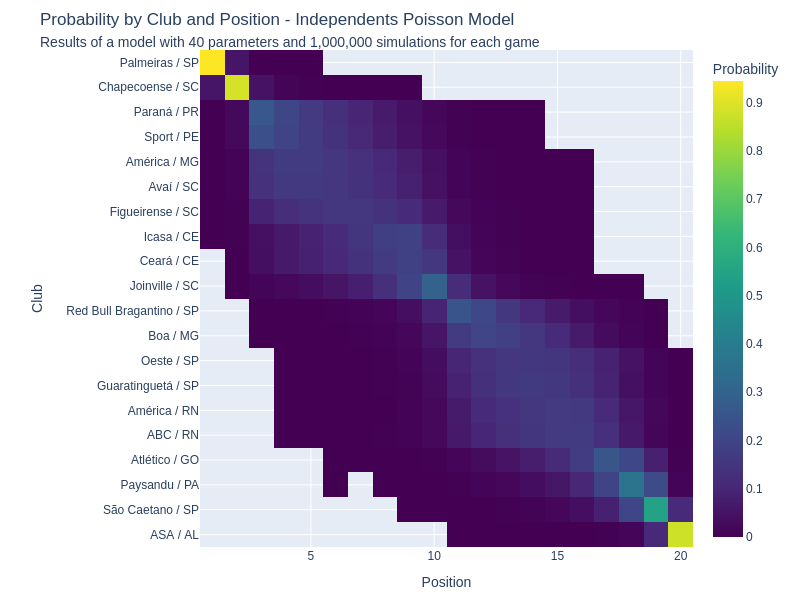 Probability by Club and Position - Independents Poisson Model
Results of a model with 40 parameters and 1,000,000 simulations for each game
Probability
Club
Palmeiras / SP
Chapecoense / SC
Paraná / PR
Sport / PE
América / MG
Avaí / SC
Figueirense / SC
Icasa / CE
Ceará / CE
Joinville / SC
Red Bull Bragantino / SP
Boa / MG
Oeste / SP
Guaratinguetá / SP
América / RN
ABC / RN
Atlético / GO
Paysandu / PA
São Caetano / SP
ASA / AL
0.9
0.8
0.7
0.6
0.5
0.4
0.3
0.2
0.1
0
5
10
15
20
Position